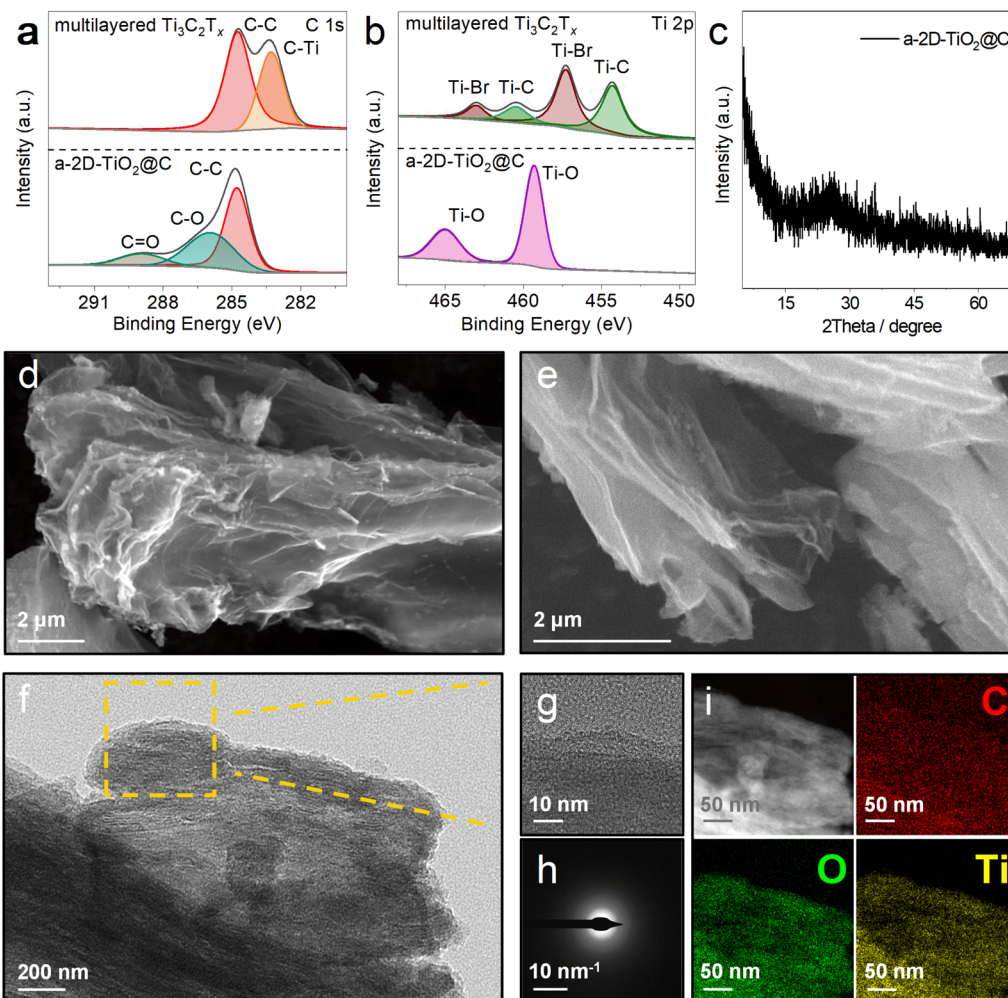 a
multilayered Ti₃C₂Tₓ
C-C
C 1s
C-Ti
a-2D-TiO₂@C
C-C
C-O
C=O
Intensity (a.u.)
291
288
285
282
Binding Energy (eV)
b
multilayered Ti₃C₂Tₓ
Ti 2p
Ti-Br
Ti-C
Ti-Br
Ti-C
a-2D-TiO₂@C
Ti-O
Ti-O
Intensity (a.u.)
465
460
455
450
Binding Energy (eV)
c
a-2D-TiO₂@C
Intensity (a.u.)
15
30
45
60
2Theta / degree
d
2 μm
e
2 μm
f
200 nm
g
10 nm
h
10 nm⁻¹
i
50 nm
C
50 nm
O
50 nm
Ti
50 nm